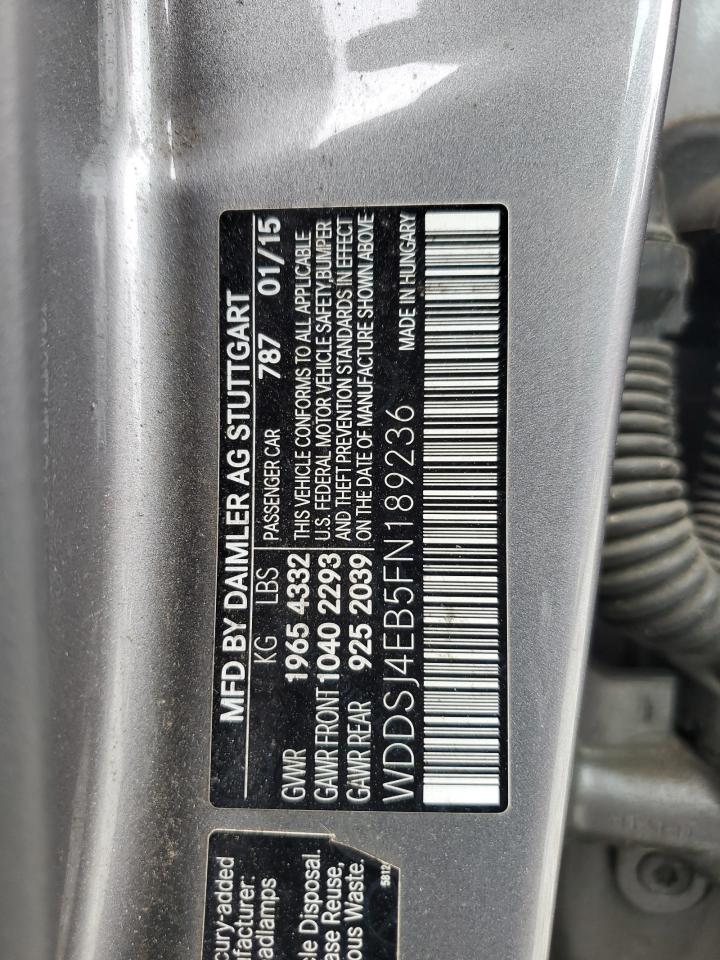 MFD BY DAIMLER AG STUTTGART
KG LBS PASSENGER CAR 787 01/15
GVWR 1965 4332 THIS VEHICLE CONFORMS TO ALL APPLICABLE
GAWR FRONT 1040 2293 U.S. FEDERAL MOTOR VEHICLE SAFETY, BUMPER
GAWR REAR 925 2039 AND THEFT PREVENTION STANDARDS IN EFFECT
ON THE DATE OF MANUFACTURE SHOWN ABOVE
WDDSJ4EB5FN189236 MADE IN HUNGARY
cury-added
ufacturer:
adlamps
cle Disposal.
ase Reuse,
ous Waste.
5812